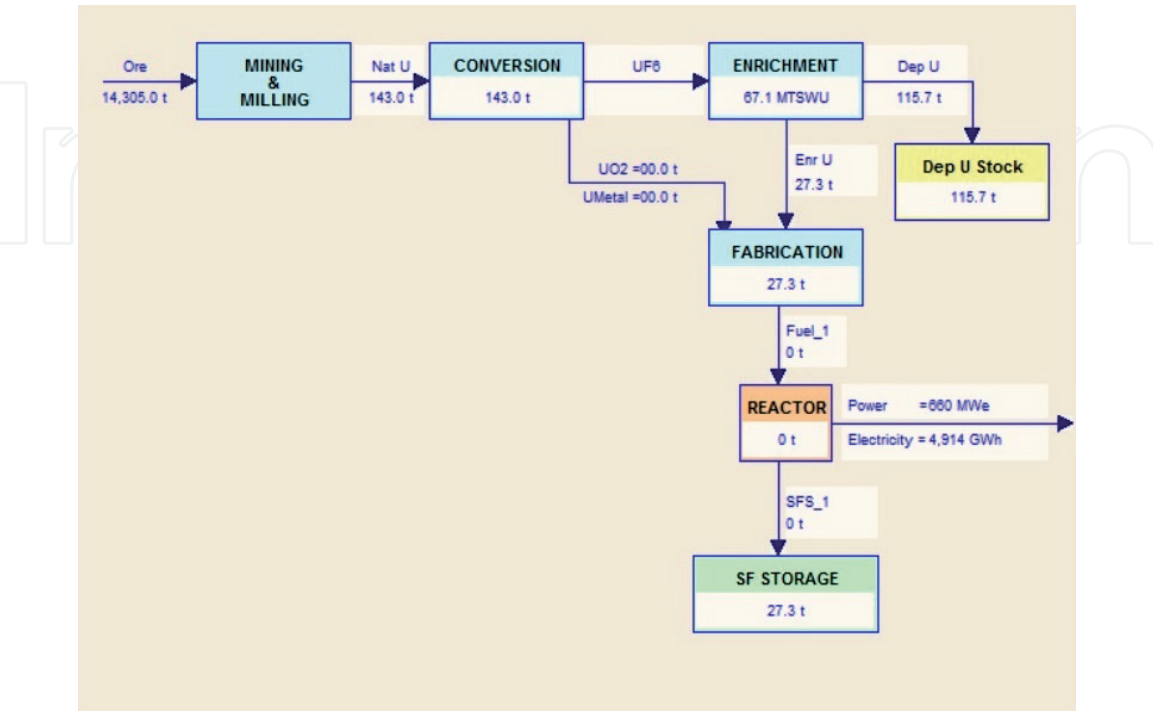 Ore
14,305.0 t
MINING
&
MILLING
Nat U
143.0 t
CONVERSION
143.0 t
UF6
ENRICHMENT
67.1 MTSWU
Dep U
115.7 t
Dep U Stock
115.7 t
UO2 =00.0 t
UMetal =00.0 t
Enr U
27.3 t
FABRICATION
27.3 t
Fuel_1
0 t
REACTOR
0 t
Power =660 MWe
Electricity = 4,914 GWh
SFS_1
0 t
SF STORAGE
27.3 t